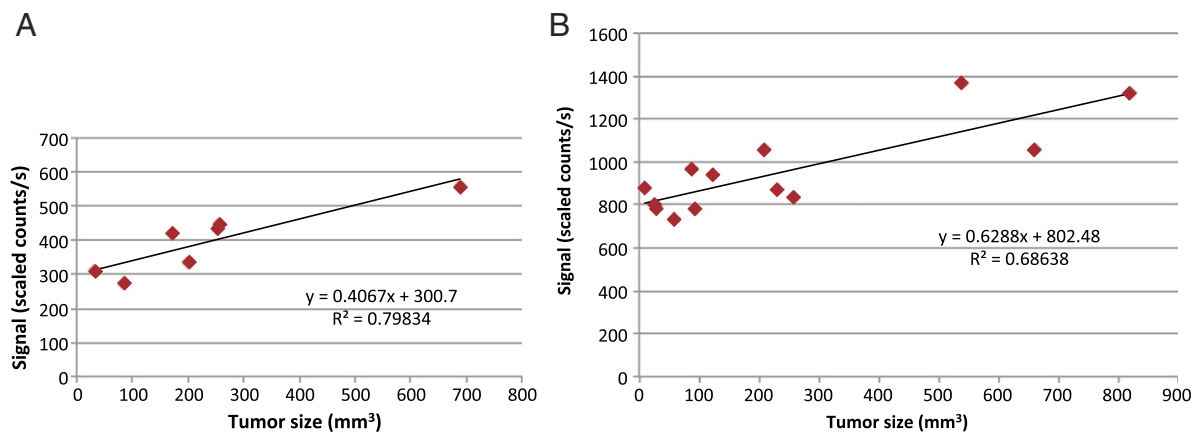 A
Signal (scaled counts/s)
700
600
500
400
300
200
100
0
y = 0.4067x + 300.7
R² = 0.79834
0 100 200 300 400 500 600 700 800
Tumor size (mm³)
B
Signal (scaled counts/s)
1600
1400
1200
1000
800
600
400
200
0
y = 0.6288x + 802.48
R² = 0.68638
0 100 200 300 400 500 600 700 800 900
Tumor size (mm³)